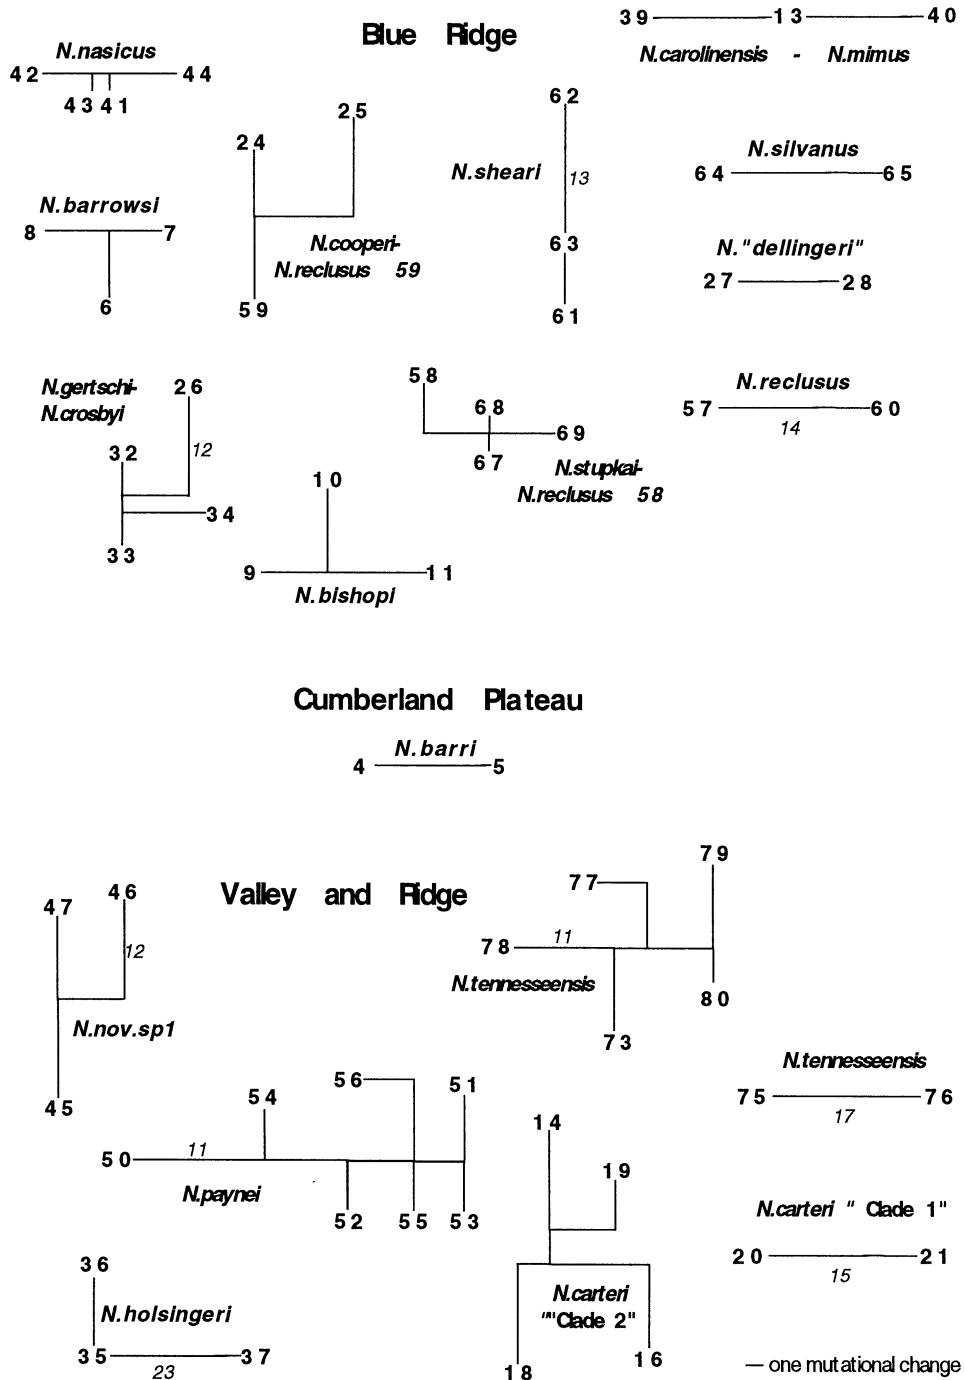 39 13 40
Blue Ridge
N.carolinensis - N.mimus
N.nasicus
42 44
43 41
62
25
24
N.silvanus
N.sheari 13
64 65
N.barrowsi
8 7
63
N.cooperi-
N.reclusus 59
N."dellingeri"
27 28
6
59
61
58
N.gertschi- 26
N.crosbyi
N.reclusus
57 60
14
68
69
67
32 12
N.stupkai-
N.reclusus 58
10
34
33
9 11
N.bishopi
Cumberland Plateau
N.barri
4 5
79
77
Valley and Ridge
47 46
12
78 11
N.tennesseensis
80
N.nov.sp1
73
N.tennesseensis
56 51
54
75 76
17
45
14
50 11
19
N.paynei
52 55 53
N.carteri " Clade 1"
20 21
15
36
N.carteri
""Clade 2"
N.holsingeri
35 37
23
18 16
— one mutational change